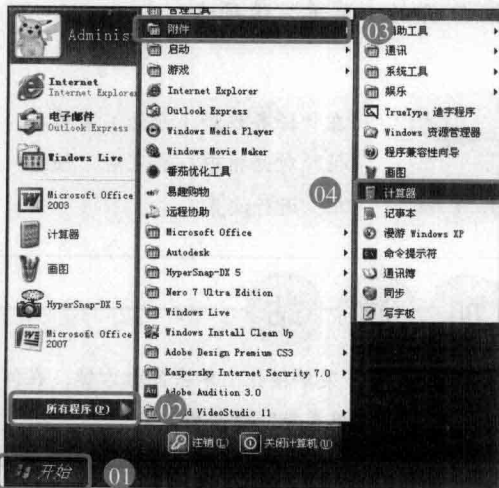 Adminis
Internet
Internet Explore
电子邮件
Outlook Express
Windows Live
Microsoft Office
2003
计算器
画图
HyperSnap-DX 5
Microsoft Office
2007
所有程序(P)
02
开始
01
管理工具
附件
启动
游戏
Internet Explorer
Outlook Express
Windows Media Player
Windows Movie Maker
番茄优化工具
易趣购物
远程协助
Microsoft Office
Autodesk
HyperSnap-DX 5
Nero 7 Ultra Edition
Windows Live
Windows Install Clean Up
Adobe Design Premium CS3
Kaspersky Internet Security 7.0
Adobe Audition 3.0
d VideoStudio 11
注销(L)
关闭计算机(U)
03
助工具
通讯
系统工具
娱乐
TrueType 造字程序
Windows 资源管理器
程序兼容性向导
画图
04
计算器
记事本
漫游 Windows XP
命令提示符
通讯簿
同步
写字板